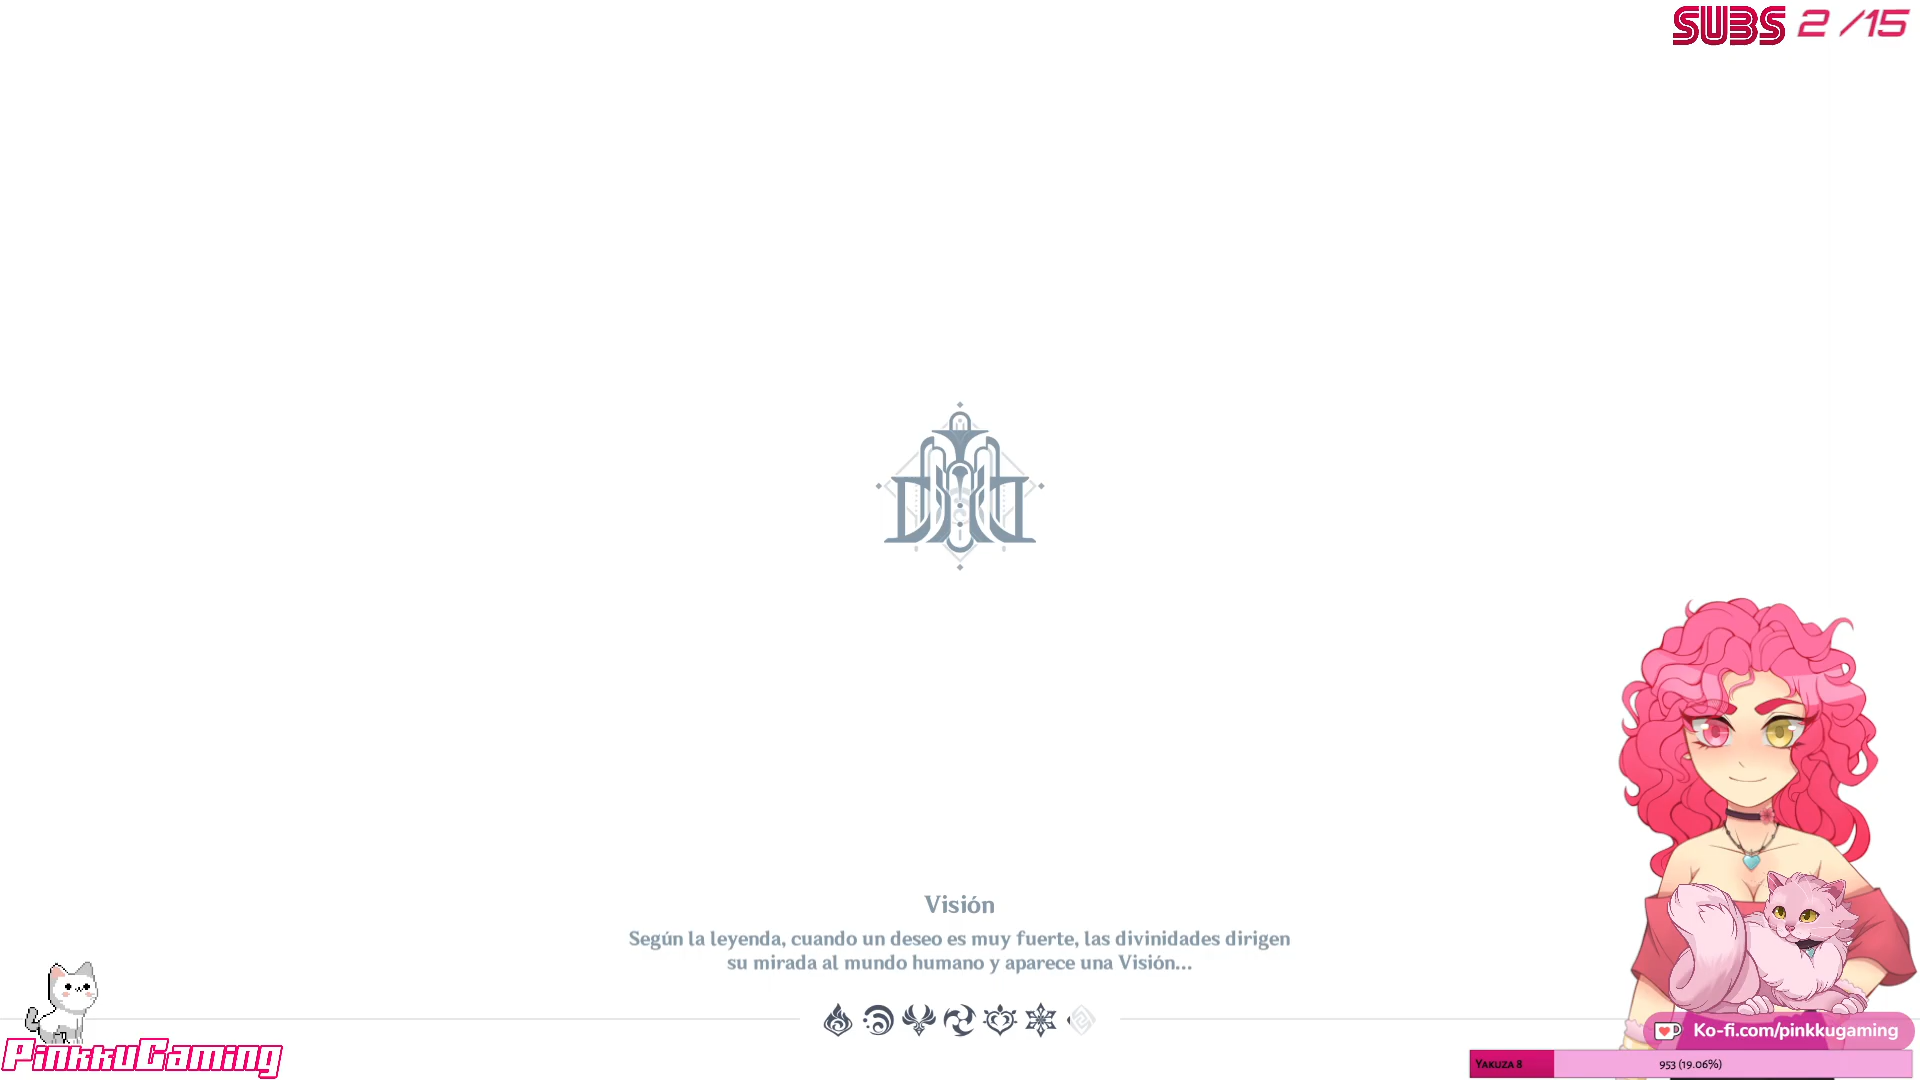 SUBS 2 /15
Visión
Según la leyenda, cuando un deseo es muy fuerte, las divinidades dirigen
su mirada al mundo humano y aparece una Visión...
PinkkuGaming
Ko-fi.com/pinkkugaming
Yakuza 8 953 (19.06%)